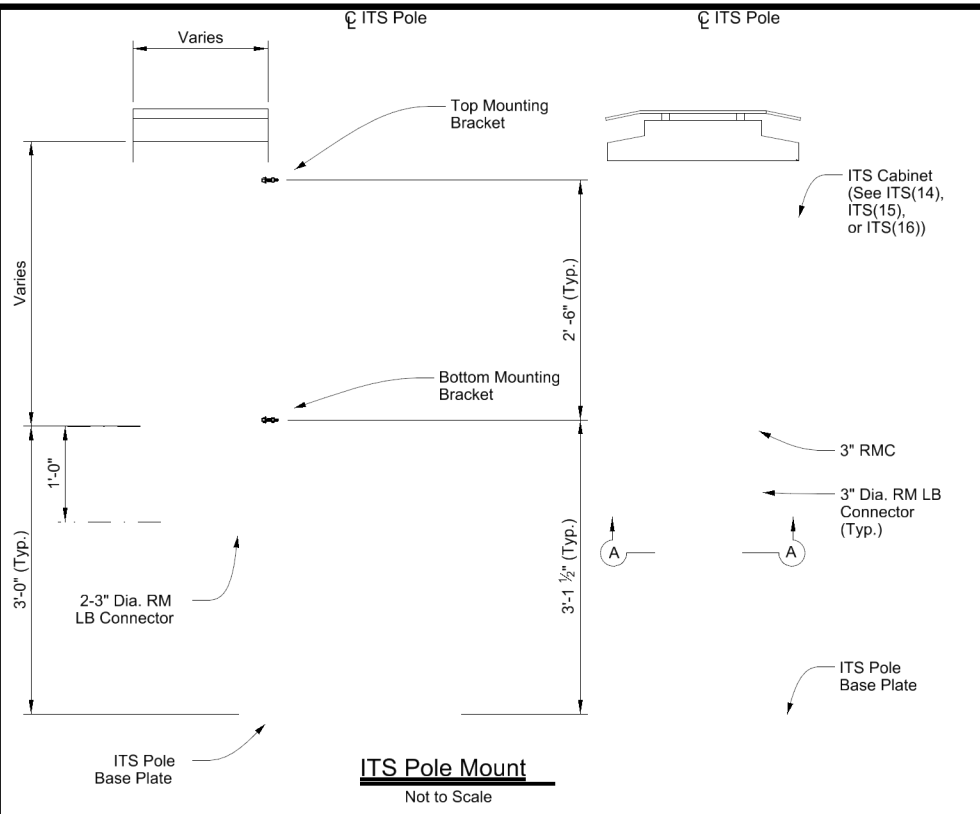 ℄ ITS Pole
℄ ITS Pole
Varies
Top Mounting
Bracket
ITS Cabinet
(See ITS(14),
ITS(15),
or ITS(16))
Varies
2' -6" (Typ.)
Bottom Mounting
Bracket
3" RMC
1'-0"
3" Dia. RM LB
Connector
(Typ.)
3'-0" (Typ.)
3'-1 ½" (Typ.)
A
A
2-3" Dia. RM
LB Connector
ITS Pole
Base Plate
ITS Pole
Base Plate
ITS Pole Mount
Not to Scale